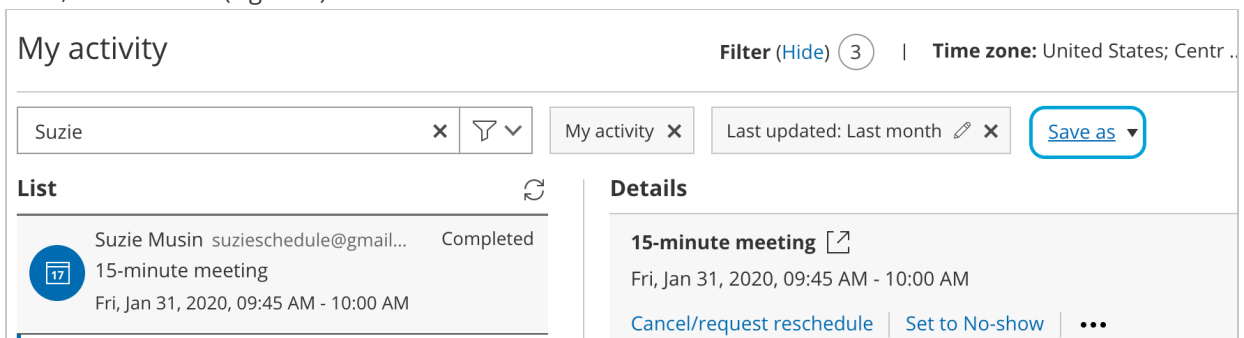 My activity
Filter (Hide) 3 | Time zone: United States; Centr ..
Suzie
My activity
Last updated: Last month
Save as
List
Details
Suzie Musin suzieschedule@gmail... Completed
17
15-minute meeting
Fri, Jan 31, 2020, 09:45 AM - 10:00 AM
15-minute meeting
Fri, Jan 31, 2020, 09:45 AM - 10:00 AM
Cancel/request reschedule | Set to No-show | •••